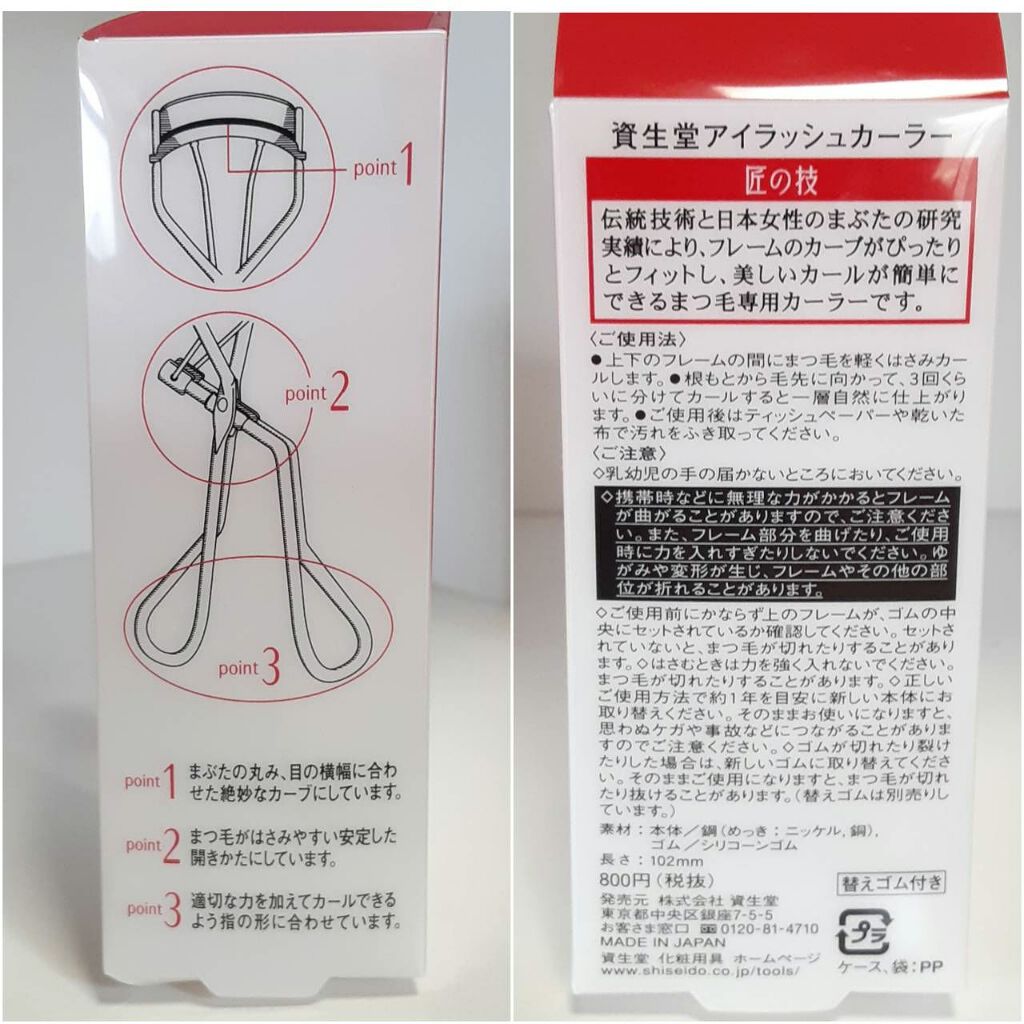 point 1
point 2
point 3
point 1 まぶたの丸み、目の横幅に合わ
せた絶妙なカーブにしています。
point 2 まつ毛がはさみやすい安定した
開きかたにしています。
point 3 適切な力を加えてカールできる
よう指の形に合わせています。
資生堂アイラッシュカーラー
匠の技
伝統技術と日本女性のまぶたの研究
実績により、フレームのカーブがぴったり
とフィットし、美しいカールが簡単に
できるまつ毛専用カーラーです。
〈ご使用法〉
●上下のフレームの間にまつ毛を軽くはさみカー
ルします。●根もとから毛先に向かって、3回くら
いに分けてカールすると一層自然に仕上がり
ます。●ご使用後はティッシュペーパーや乾いた
布で汚れをふき取ってください。
〈ご注意〉
◇乳幼児の手の届かないところにおいてください。
◇携帯時などに無理な力がかかるとフレーム
が曲がることがありますので、ご注意くださ
い。また、フレーム部分を曲げたり、ご使用
時に力を入れすぎたりしないでください。ゆ
がみや変形が生じ、フレームやその他の部
位が折れることがあります。
◇ご使用前にかならず上のフレームが、ゴムの中
央にセットされているか確認してください。セットさ
れていないと、まつ毛が切れたりすることがあり
ます。◇はさむときは力を強く入れないでください。
まつ毛が切れたりすることがあります。◇正しい
ご使用方法で約1年を目安に新しい本体にお
取り替えください。そのままお使いになりますと、
思わぬケガや事故などにつながることがあり
ますのでご注意ください。◇ゴムが切れたり裂け
たりした場合は、新しいゴムに取り替えてくださ
い。そのままご使用になりますと、まつ毛が切れ
たり抜けることがあります。（替えゴムは別売りし
ています。）
素材：本体／鋼（めっき：ニッケル，銅），
ゴム／シリコーンゴム
長さ：102mm
800円（税抜）
替えゴム付き
発売元 株式会社 資生堂
東京都中央区銀座7-5-5
お客さま窓口 0120-81-4710
MADE IN JAPAN
資生堂 化粧用具 ホームページ
www.shiseido.co.jp/tools/
プラ
ケース、袋：PP